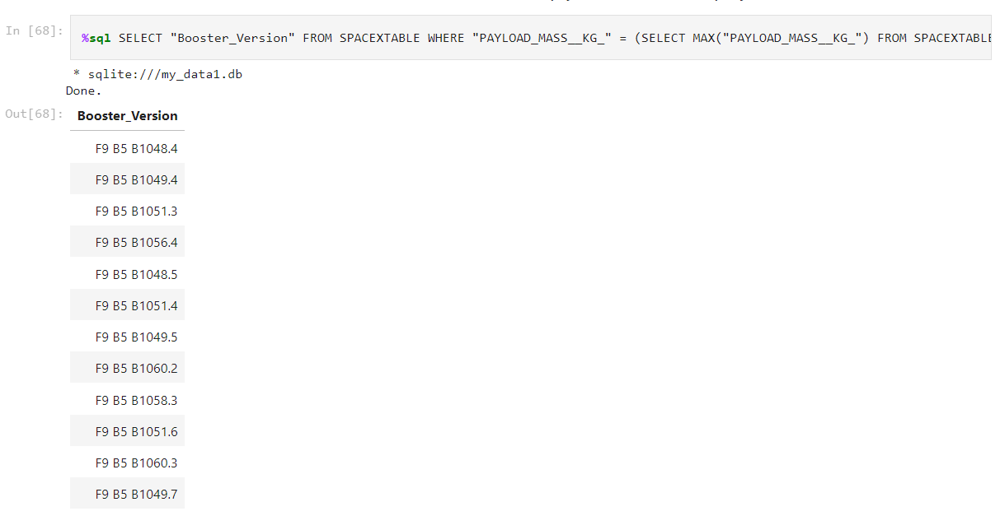 In [68]:
%sql SELECT "Booster_Version" FROM SPACEXTABLE WHERE "PAYLOAD_MASS__KG_" = (SELECT MAX("PAYLOAD_MASS__KG_") FROM SPACEXTABLE
* sqlite:///my_data1.db
Done.
Out[68]:
Booster_Version
F9 B5 B1048.4
F9 B5 B1049.4
F9 B5 B1051.3
F9 B5 B1056.4
F9 B5 B1048.5
F9 B5 B1051.4
F9 B5 B1049.5
F9 B5 B1060.2
F9 B5 B1058.3
F9 B5 B1051.6
F9 B5 B1060.3
F9 B5 B1049.7